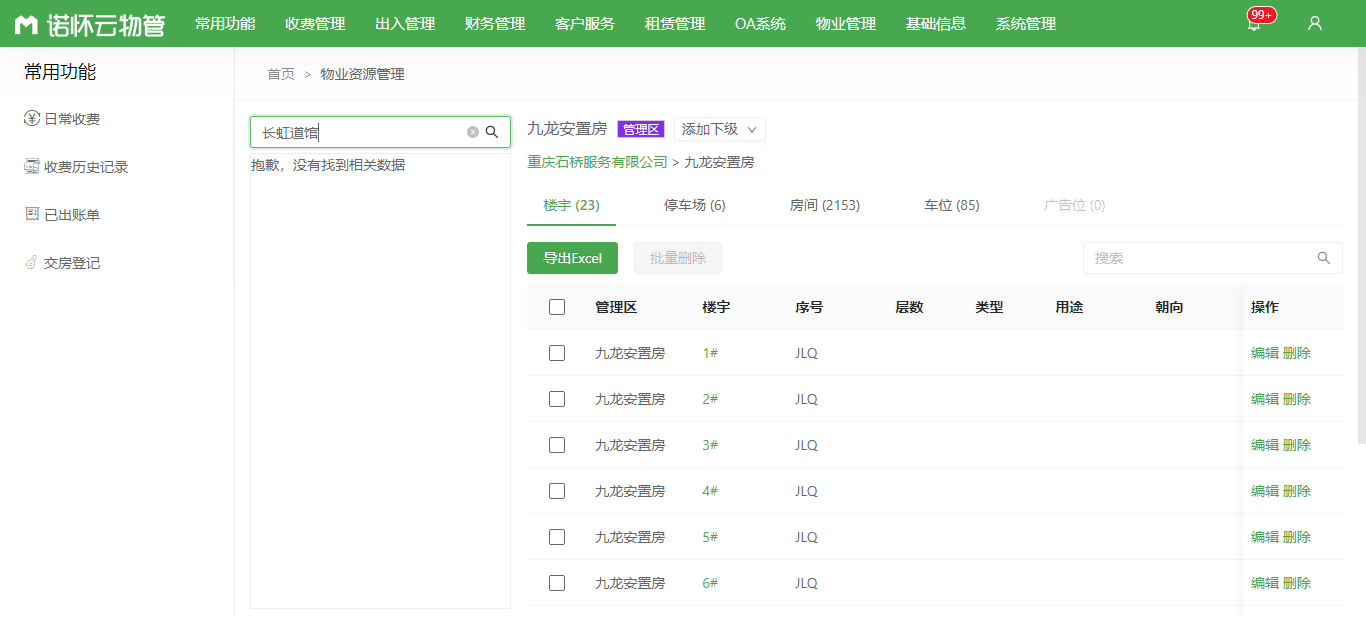 诺怀云物管 常用功能 收费管理 出入管理 财务管理 客户服务 租赁管理 OA系统 物业管理 基础信息 系统管理 99+
常用功能
日常收费
收费历史记录
已出账单
交房登记
首页 > 物业资源管理
长虹道馆
抱歉，没有找到相关数据
九龙安置房 管理区 添加下级
重庆石桥服务有限公司 > 九龙安置房
楼宇 (23) 停车场 (6) 房间 (2153) 车位 (85) 广告位 (0)
导出Excel 批量删除 搜索
管理区 楼宇 序号 层数 类型 用途 朝向 操作
九龙安置房 1# JLQ 编辑 删除
九龙安置房 2# JLQ 编辑 删除
九龙安置房 3# JLQ 编辑 删除
九龙安置房 4# JLQ 编辑 删除
九龙安置房 5# JLQ 编辑 删除
九龙安置房 6# JLQ 编辑 删除